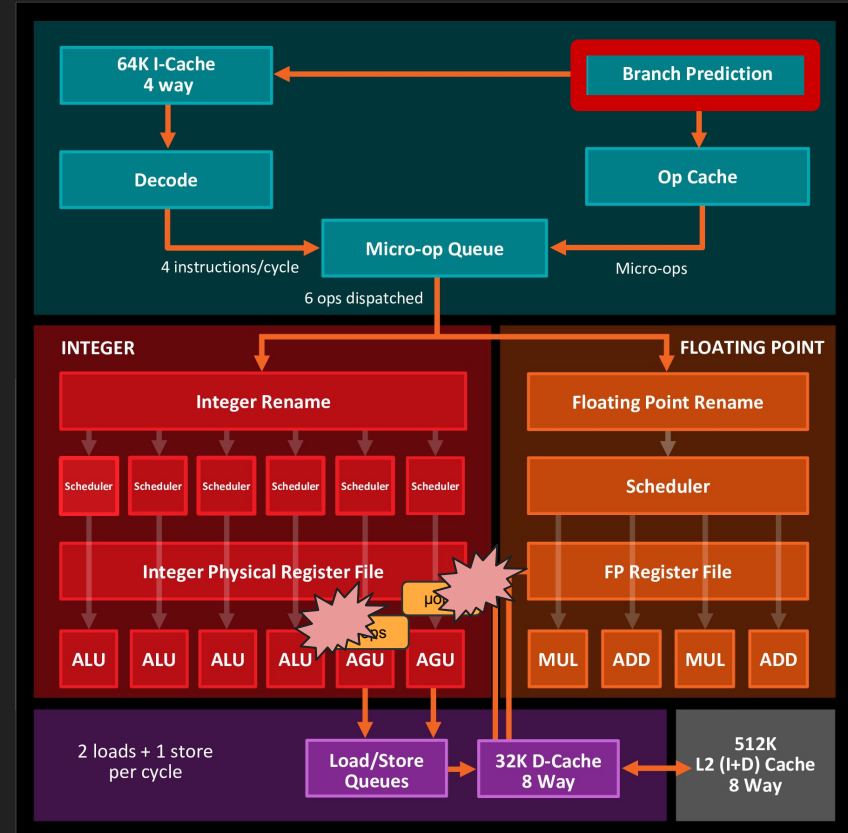 64K I-Cache
4 way
Branch Prediction
Decode
Op Cache
Micro-op Queue
4 instructions/cycle
Micro-ops
6 ops dispatched
INTEGER
FLOATING POINT
Integer Rename
Floating Point Rename
Scheduler
Scheduler
Scheduler
Scheduler
Scheduler
Scheduler
Scheduler
Integer Physical Register File
FP Register File
ALU
ALU
ALU
ALU
AGU
AGU
MUL
ADD
MUL
ADD
2 loads + 1 store
per cycle
Load/Store
Queues
32K D-Cache
8 Way
512K
L2 (I+D) Cache
8 Way